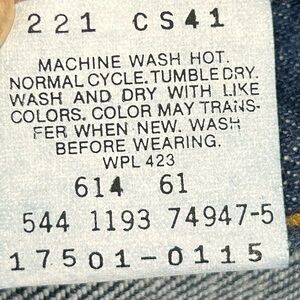 221 CS41
MACHINE WASH HOT.
NORMAL CYCLE. TUMBLE DRY.
WASH AND DRY WITH LIKE
COLORS. COLOR MAY TRANS-
FER WHEN NEW. WASH
BEFORE WEARING.
WPL 423
614 61
544 1193 74947-5
17501-0115